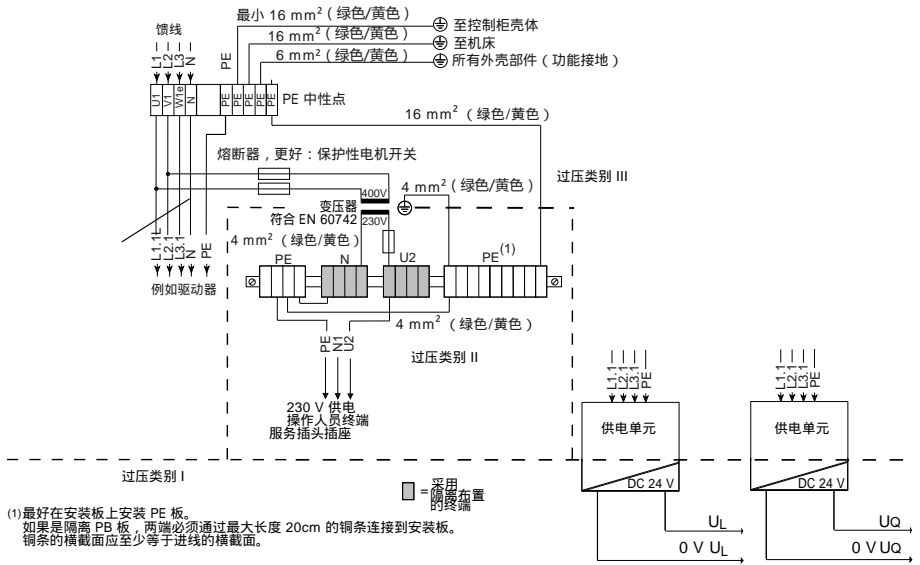 最小 16 mm² ( 绿色/黄色 )
至控制柜壳体
馈线
16 mm² ( 绿色/黄色 )
至机床
6 mm² ( 绿色/黄色 )
所有外壳部件 ( 功能接地 )
L1
L2
L3
N
PE
U1
V1
W1e
N
PE
PE
PE
PE
PE
PE 中性点
16 mm² ( 绿色/黄色 )
熔断器 , 更好 : 保护性电机开关
过压类别 III
400V
4 mm² ( 绿色/黄色 )
变压器
符合 EN 60742
230V
4 mm² ( 绿色/黄色 )
L1.1
L2.1
L3.1
N
PE
PE
N
U2
PE(1)
例如驱动器
4 mm² ( 绿色/黄色 )
PE
N1
U2
过压类别 II
L1.1
L2.1
L3.1
PE
L1.1
L2.1
L3.1
PE
230 V 供电
操作人员终端
服务插头插座
供电单元
供电单元
过压类别 I
DC 24 V
DC 24 V
= 采用
隔离布置
的终端
(1)最好在安装板上安装 PE 板。
如果是隔离 PB 板 , 两端必须通过最大长度 20cm 的铜条连接到安装板。
铜条的横截面应至少等于进线的横截面。
UL
UQ
0 V UL
0 V UQ